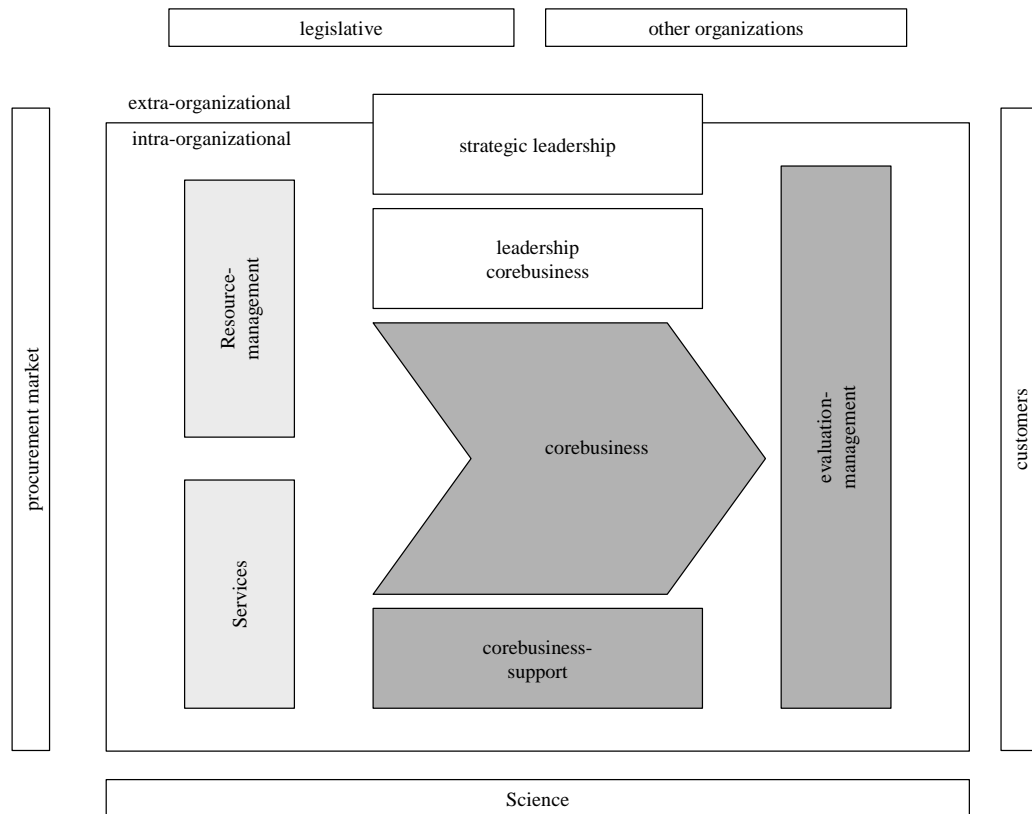 legislative
other organizations
extra-organizational
intra-organizational
strategic leadership
leadership
corebusiness
Resource-
management
corebusiness
evaluation-
management
procurement market
customers
Services
corebusiness-
support
Science